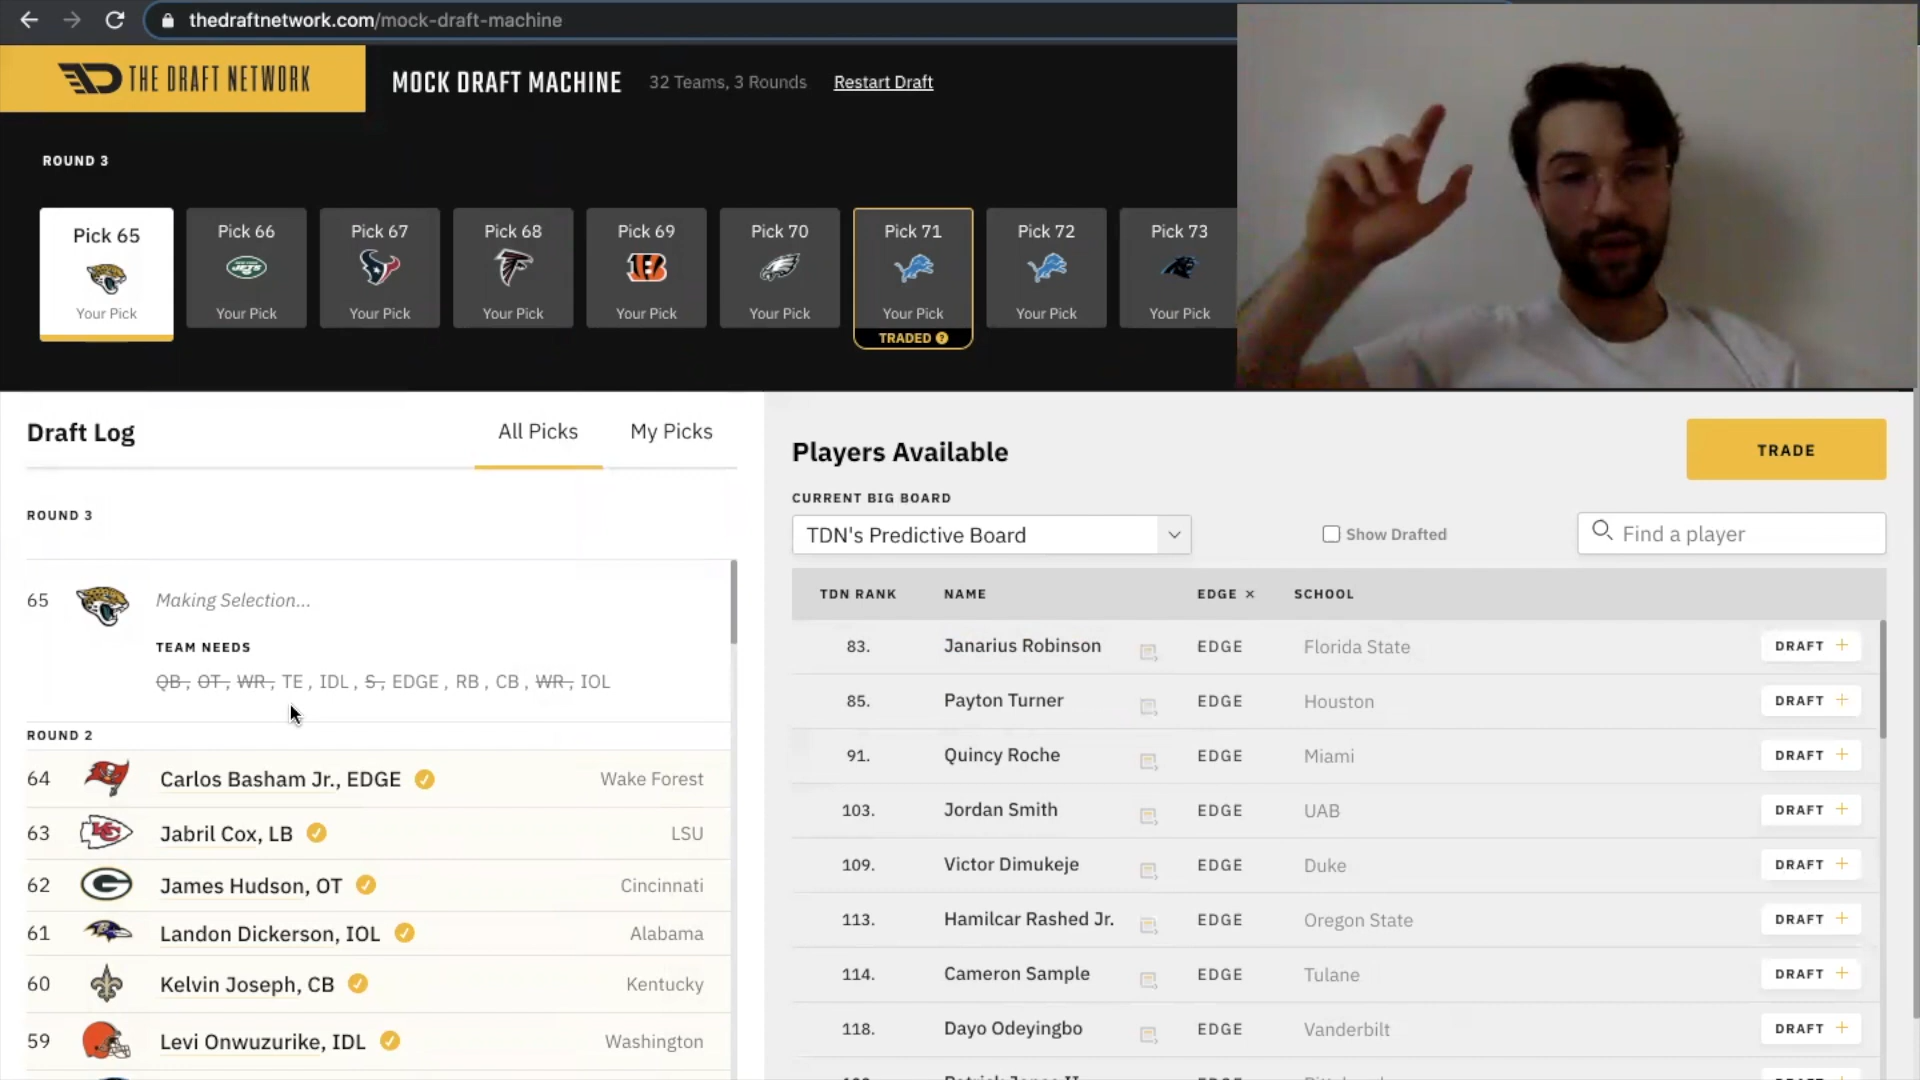 thedraftnetwork.com/mock-draft-machine
THE DRAFT NETWORK
MOCK DRAFT MACHINE 32 Teams, 3 Rounds Restart Draft
ROUND 3
Pick 65 Pick 66 Pick 67 Pick 68 Pick 69 Pick 70 Pick 71 Pick 72 Pick 73
JETS
Your Pick Your Pick Your Pick Your Pick Your Pick Your Pick Your Pick Your Pick Your Pick
TRADED ?
Draft Log All Picks My Picks
ROUND 3
65 Making Selection...
TEAM NEEDS
QB, OT, WR, TE, IDL, S, EDGE, RB, CB, WR, IOL
ROUND 2
64 Carlos Basham Jr., EDGE Wake Forest
63 Jabril Cox, LB LSU
62 James Hudson, OT Cincinnati
61 Landon Dickerson, IOL Alabama
60 Kelvin Joseph, CB Kentucky
59 Levi Onwuzurike, IDL Washington
Players Available TRADE
CURRENT BIG BOARD
TDN's Predictive Board Show Drafted Find a player
TDN RANK NAME EDGE × SCHOOL
83. Janarius Robinson EDGE Florida State DRAFT +
85. Payton Turner EDGE Houston DRAFT +
91. Quincy Roche EDGE Miami DRAFT +
103. Jordan Smith EDGE UAB DRAFT +
109. Victor Dimukeje EDGE Duke DRAFT +
113. Hamilcar Rashed Jr. EDGE Oregon State DRAFT +
114. Cameron Sample EDGE Tulane DRAFT +
118. Dayo Odeyingbo EDGE Vanderbilt DRAFT +